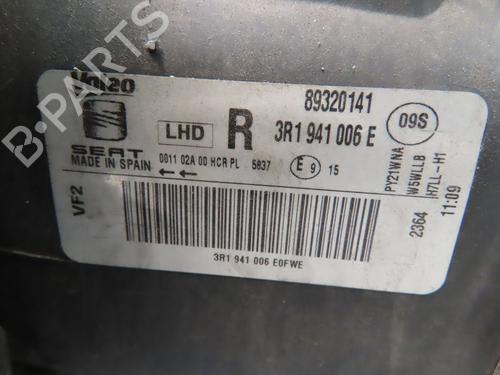 Valeo
89320141
09S
LHD
R
3R1 941 006 E
SEAT
MADE IN SPAIN
0011 02A 00 HCR PL 5837
E 9 15
VF2
3R1 941 006 E0FWE
PY21WNA
W5WLLB
H7LL-H1
2364
11:09